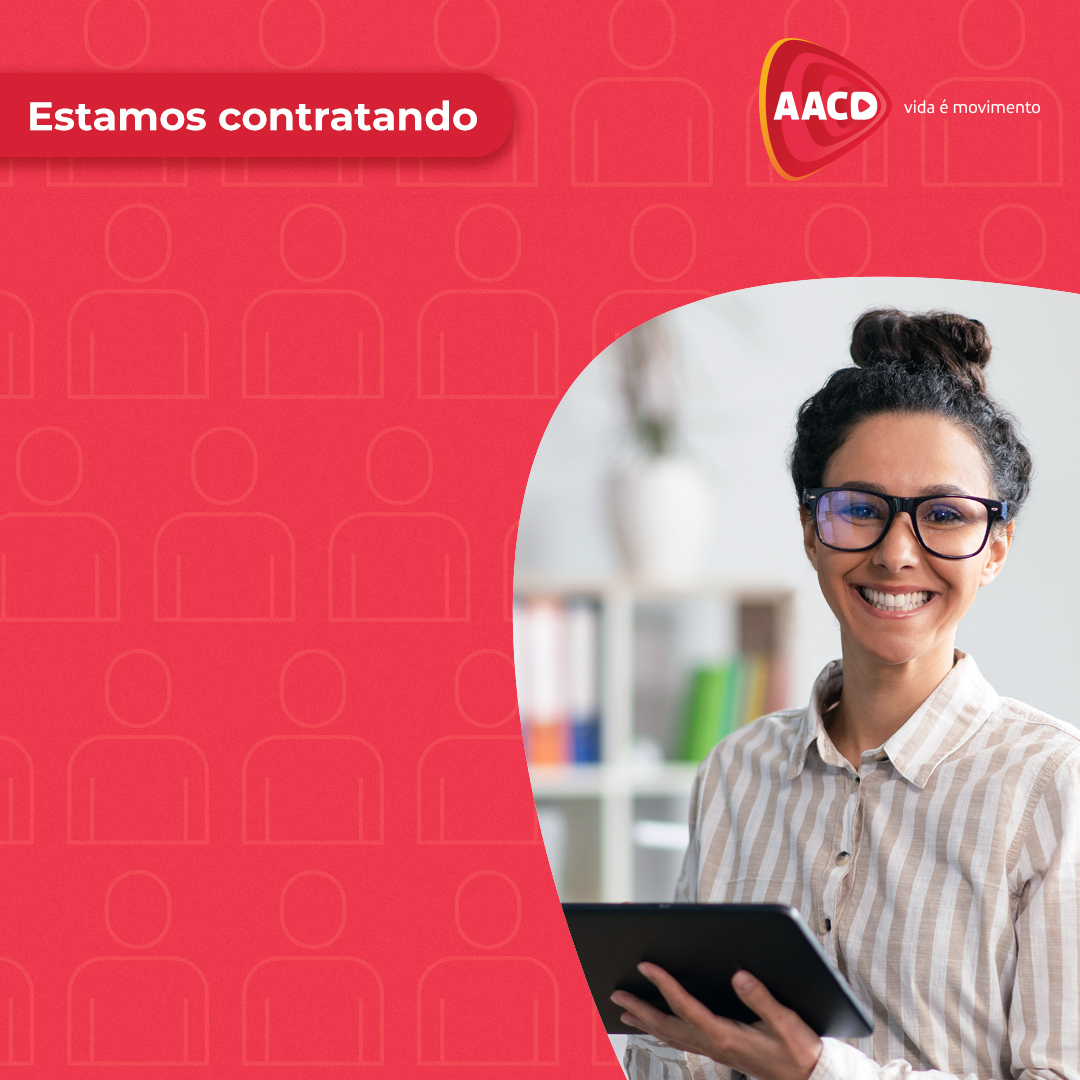 Estamos contratando
AACD
vida é movimento